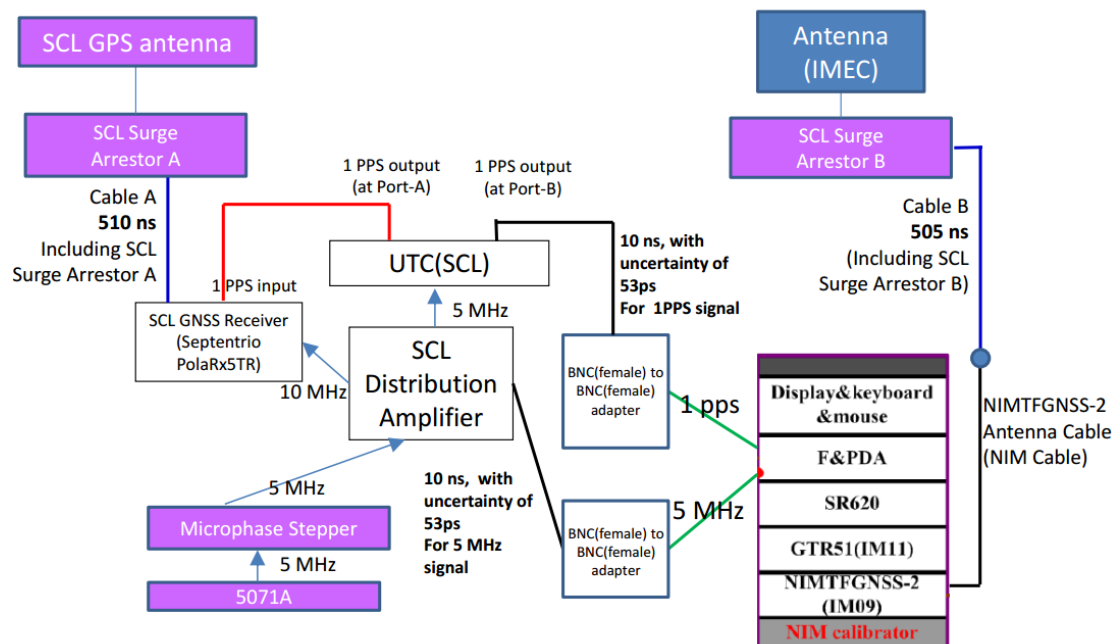 SCL GPS antenna
SCL Surge
Arrestor A
Cable A
510 ns
Including SCL
Surge Arrestor A
1 PPS output
(at Port-A)
1 PPS output
(at Port-B)
UTC(SCL)
1 PPS input
SCL GNSS Receiver
(Septentrio
PolaRx5TR)
5 MHz
10 MHz
SCL
Distribution
Amplifier
5 MHz
Microphase Stepper
5 MHz
5071A
10 ns, with
uncertainty of
53ps
For 1PPS signal
10 ns, with
uncertainty of
53ps
For 5 MHz
signal
BNC(female) to
BNC(female)
adapter
1 pps
BNC(female) to
BNC(female)
adapter
5 MHz
Antenna
(IMEC)
SCL Surge
Arrestor B
Cable B
505 ns
(Including SCL
Surge Arrestor B)
NIMTFGNSS-2
Antenna Cable
(NIM Cable)
Display&keyboard
&mouse
F&PDA
SR620
GTR51(IM11)
NIMTFGNSS-2
(IM09)
NIM calibrator